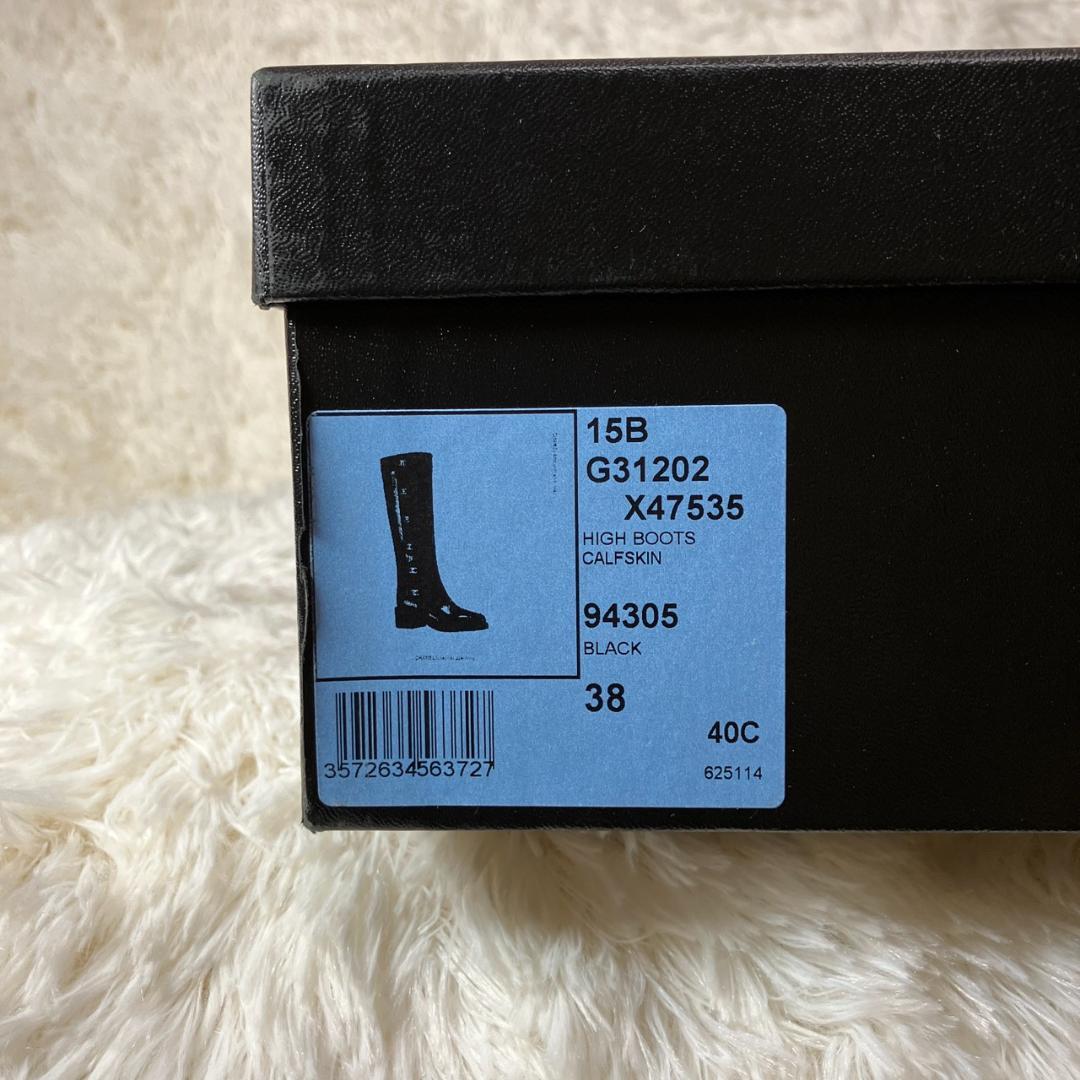 15B
G31202
X47535
HIGH BOOTS
CALFSKIN
94305
BLACK
38
40C
625114
3572634563727